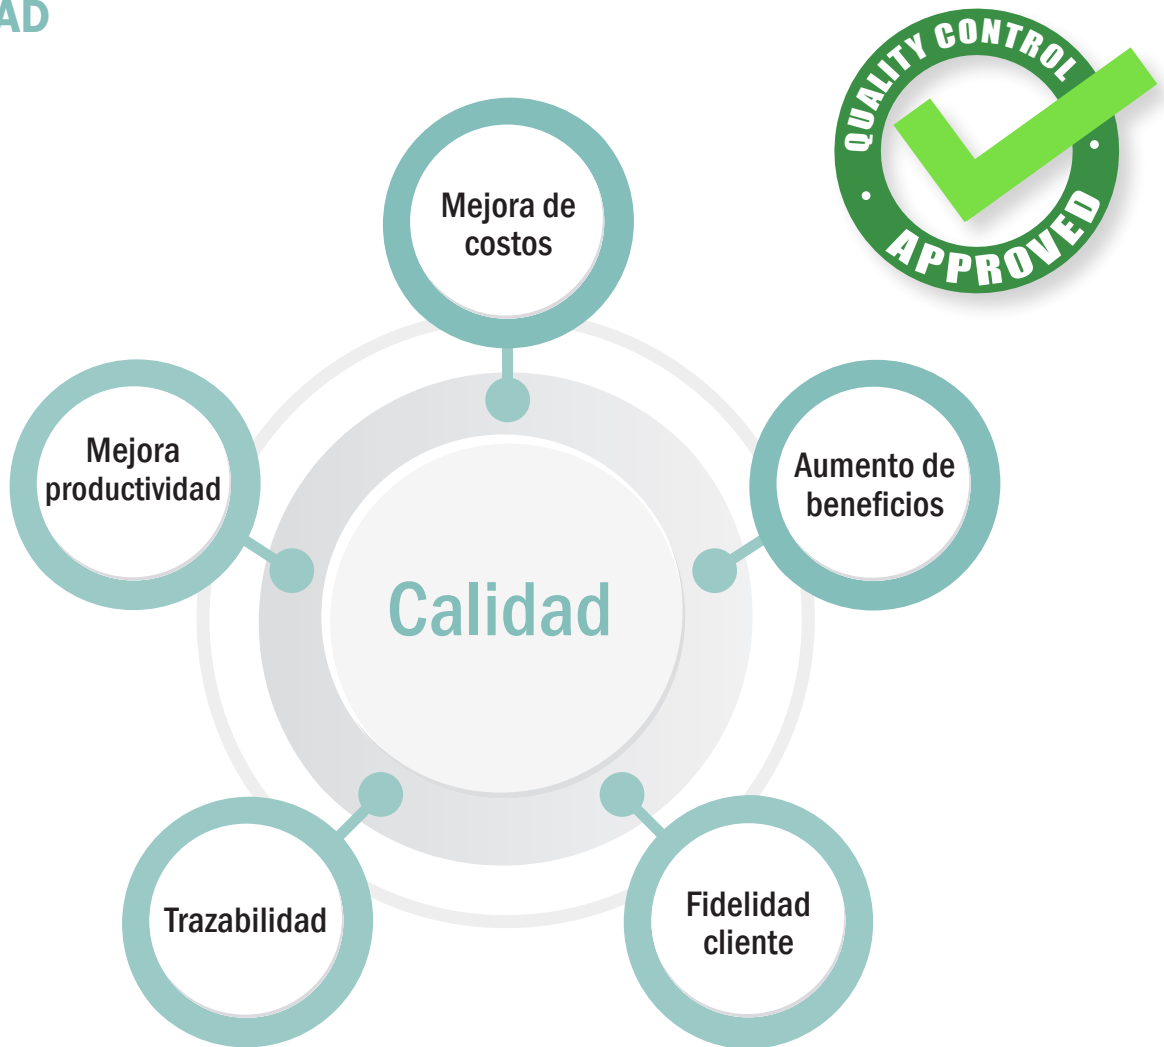 AD
QUALITY CONTROL
APPROVED
Mejora de
costos
Mejora
productividad
Aumento de
beneficios
Calidad
Trazabilidad
Fidelidad
cliente